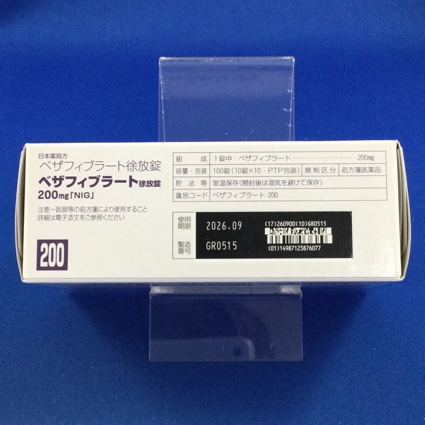 日本薬局方
ベザフィブラート徐放錠
ベザフィブラート徐放錠
200mg「NIG」
注意-医師等の処方箋により使用すること
詳細は電子添文をご参照ください
200
組成 1錠中:ベザフィブラート 200mg
容量・包装 100錠(10錠×10・PTP包装) 規制区分 処方箋医薬品
貯法等 室温保存(開封後は湿気を避けて保存)
識別コード ベザフィブラート 200
使用期限 2026.09
製造番号 GR0515
(17)260900(10)GR0515
(01)14987123876077